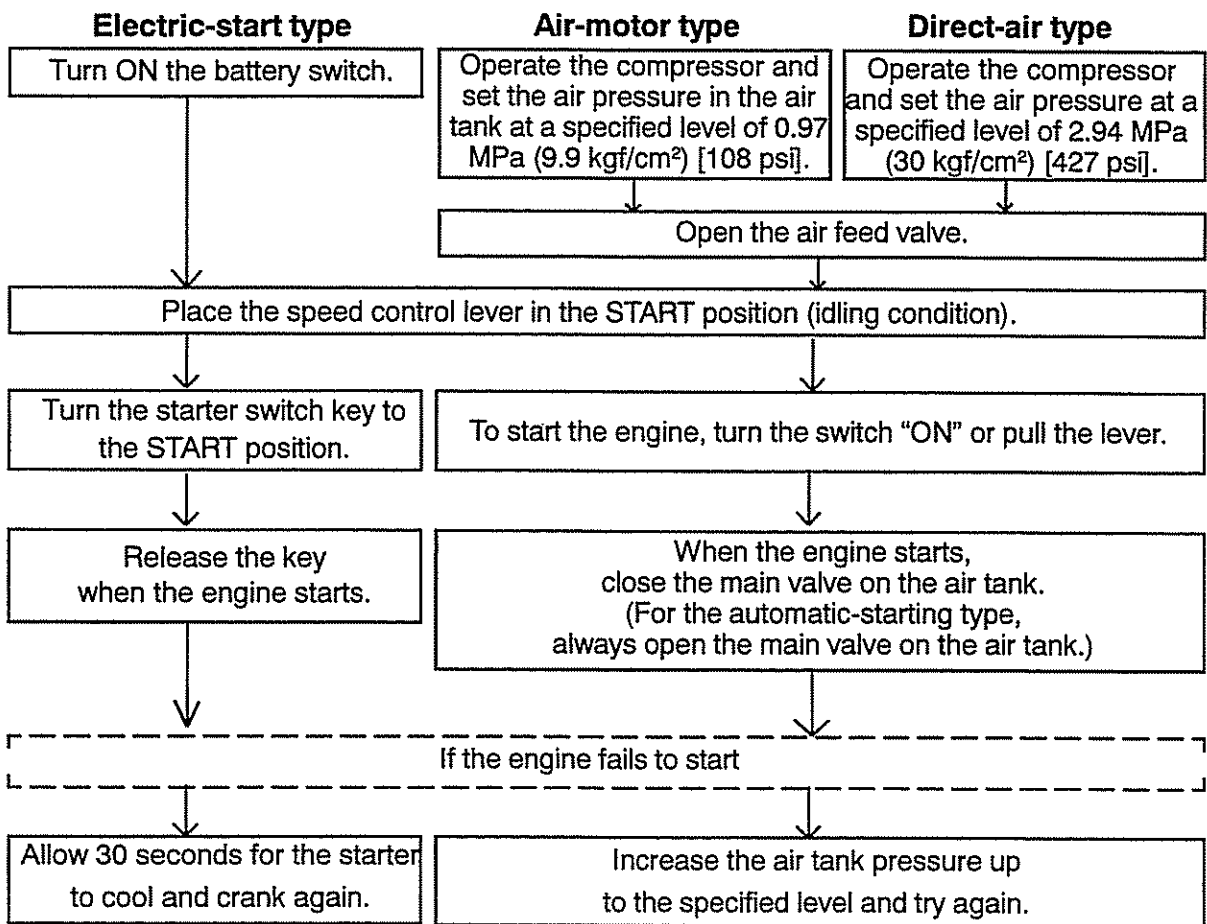 Electric-start type
Air-motor type
Direct-air type
Turn ON the battery switch.
Operate the compressor and
set the air pressure in the air
tank at a specified level of 0.97
MPa (9.9 kgf/cm²) [108 psi].
Operate the compressor
and set the air pressure at a
specified level of 2.94 MPa
(30 kgf/cm²) [427 psi].
Open the air feed valve.
Place the speed control lever in the START position (idling condition).
Turn the starter switch key to
the START position.
To start the engine, turn the switch “ON” or pull the lever.
Release the key
when the engine starts.
When the engine starts,
close the main valve on the air tank.
(For the automatic-starting type,
always open the main valve on the air tank.)
If the engine fails to start
Allow 30 seconds for the starter
to cool and crank again.
Increase the air tank pressure up
to the specified level and try again.